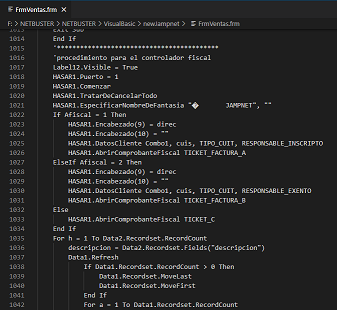 FrmVentas.frm
F: > NETBUSTER > NETBUSTER > VisualBasic > newJampnet > FrmVentas.frm
1013 Exit Sub
1014 End If
1015 '******************************************
1016 'procedimiento para el controlador fiscal
1017 Label12.Visible = True
1018 HASAR1.Puerto = 1
1019 HASAR1.Comenzar
1020 HASAR1.TratarDeCancelarTodo
1021 HASAR1.EspecificarNombreDeFantasia "� JAMPNET", ""
1022 If Afiscal = 1 Then
1023 HASAR1.Encabezado(9) = direc
1024 HASAR1.Encabezado(10) = ""
1025 HASAR1.DatosCliente Combo1, cuis, TIPO_CUIT, RESPONSABLE_INSCRIPTO
1026 HASAR1.AbrirComprobanteFiscal TICKET_FACTURA_A
1027 ElseIf Afiscal = 2 Then
1028 HASAR1.Encabezado(9) = direc
1029 HASAR1.Encabezado(10) = ""
1030 HASAR1.DatosCliente Combo1, cuis, TIPO_CUIT, RESPONSABLE_EXENTO
1031 HASAR1.AbrirComprobanteFiscal TICKET_FACTURA_B
1032 Else
1033 HASAR1.AbrirComprobanteFiscal TICKET_C
1034 End If
1035 For h = 1 To Data2.Recordset.RecordCount
1036 descripcion = Data2.Recordset.Fields("descripcion")
1037 Data1.Refresh
1038 If Data1.Recordset.RecordCount > 0 Then
1039 Data1.Recordset.MoveLast
1040 Data1.Recordset.MoveFirst
1041 End If
1042 For a = 1 To Data1.Recordset.RecordCount